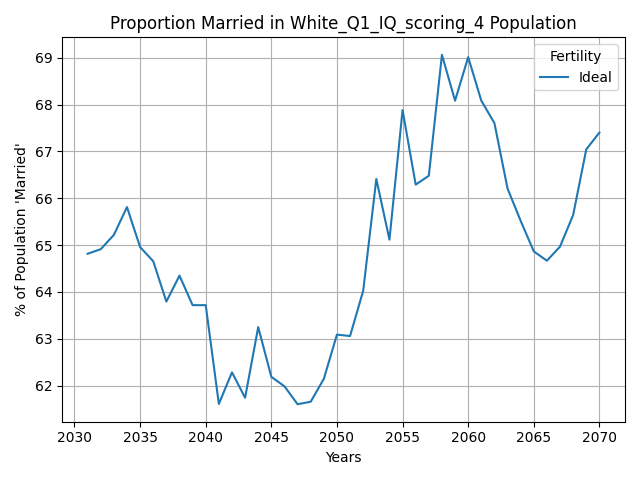 Proportion Married in White_Q1_IQ_scoring_4 Population
Fertility
Ideal
% of Population 'Married'
69
68
67
66
65
64
63
62
2030 2035 2040 2045 2050 2055 2060 2065 2070
Years